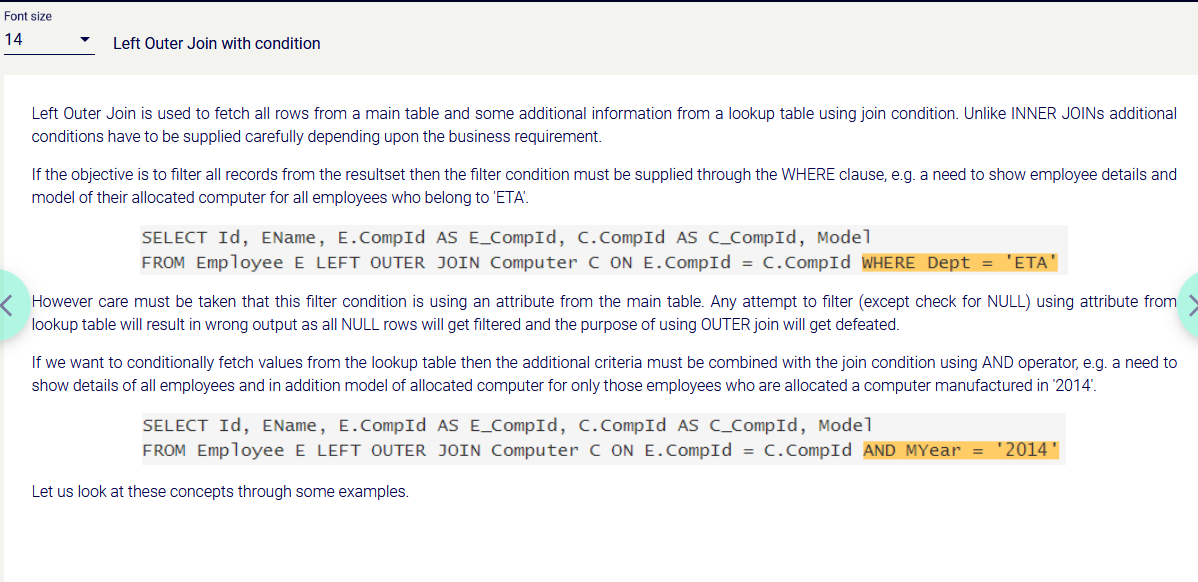 Font size
14
Left Outer Join with condition
Left Outer Join is used to fetch all rows from a main table and some additional information from a lookup table using join condition. Unlike INNER JOINs additional
conditions have to be supplied carefully depending upon the business requirement.
If the objective is to filter all records from the resultset then the filter condition must be supplied through the WHERE clause, e.g. a need to show employee details and
model of their allocated computer for all employees who belong to 'ETA'.
SELECT Id, EName, E.CompId AS E_CompId, C.CompId AS C_CompId, Model
FROM Employee E LEFT OUTER JOIN Computer C ON E.CompId = C.CompId WHERE Dept = 'ETA'
However care must be taken that this filter condition is using an attribute from the main table. Any attempt to filter (except check for NULL) using attribute from
lookup table will result in wrong output as all NULL rows will get filtered and the purpose of using OUTER join will get defeated.
If we want to conditionally fetch values from the lookup table then the additional criteria must be combined with the join condition using AND operator, e.g. a need to
show details of all employees and in addition model of allocated computer for only those employees who are allocated a computer manufactured in '2014'.
SELECT Id, EName, E.CompId AS E_CompId, C.CompId AS C_CompId, Model
FROM Employee E LEFT OUTER JOIN Computer C ON E.CompId = C.CompId AND MYear = '2014'
Let us look at these concepts through some examples.